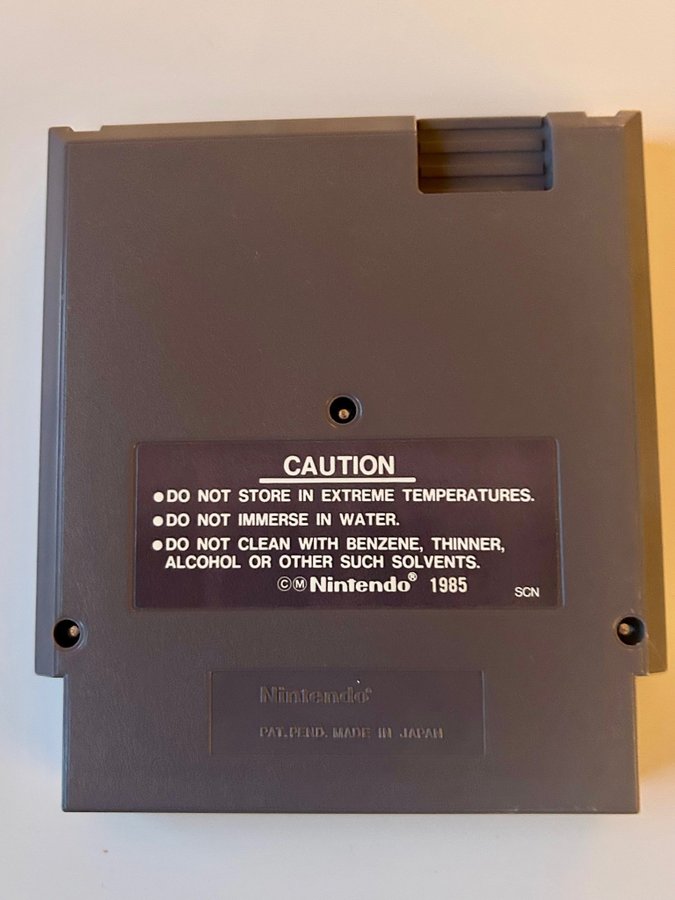 CAUTION
●DO NOT STORE IN EXTREME TEMPERATURES.
●DO NOT IMMERSE IN WATER.
●DO NOT CLEAN WITH BENZENE, THINNER,
ALCOHOL OR OTHER SUCH SOLVENTS.
©Ⓜ Nintendo® 1985
SCN
Nintendo®
PAT. PEND. MADE IN JAPAN